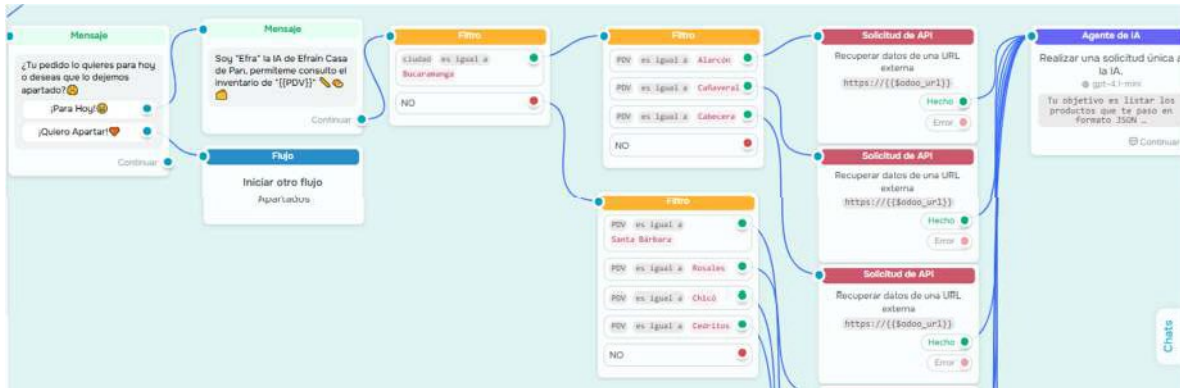 Mensaje
¿Tu pedido lo quieres para hoy
o deseas que lo dejemos
apartado?
¡Para Hoy!
¡Quiero Apartar!
Continuar
Mensaje
Soy "Efra" la IA de Efraín Casa
de Pan, permíteme consulto el
inventario de "{{PDV}}"
Continuar
Flujo
Iniciar otro flujo
Apartados
Filtro
ciudad es igual a
Bucaramanga
NO
Filtro
PDV es igual a Alarcón
PDV es igual a Cañaveral
PDV es igual a Cabecera
NO
Filtro
PDV es igual a
Santa Bárbara
PDV es igual a Rosales
PDV es igual a Chicó
PDV es igual a Cedritos
NO
Solicitud de API
Recuperar datos de una URL
externa
https://{{$odoo_url}}
Hecho
Error
Solicitud de API
Recuperar datos de una URL
externa
https://{{$odoo_url}}
Hecho
Error
Solicitud de API
Recuperar datos de una URL
externa
https://{{$odoo_url}}
Hecho
Error
Agente de IA
Realizar una solicitud única a
la IA.
gpt-4.1-mini
Tu objetivo es listar los
productos que te paso en
formato JSON …
Continuar
Chats